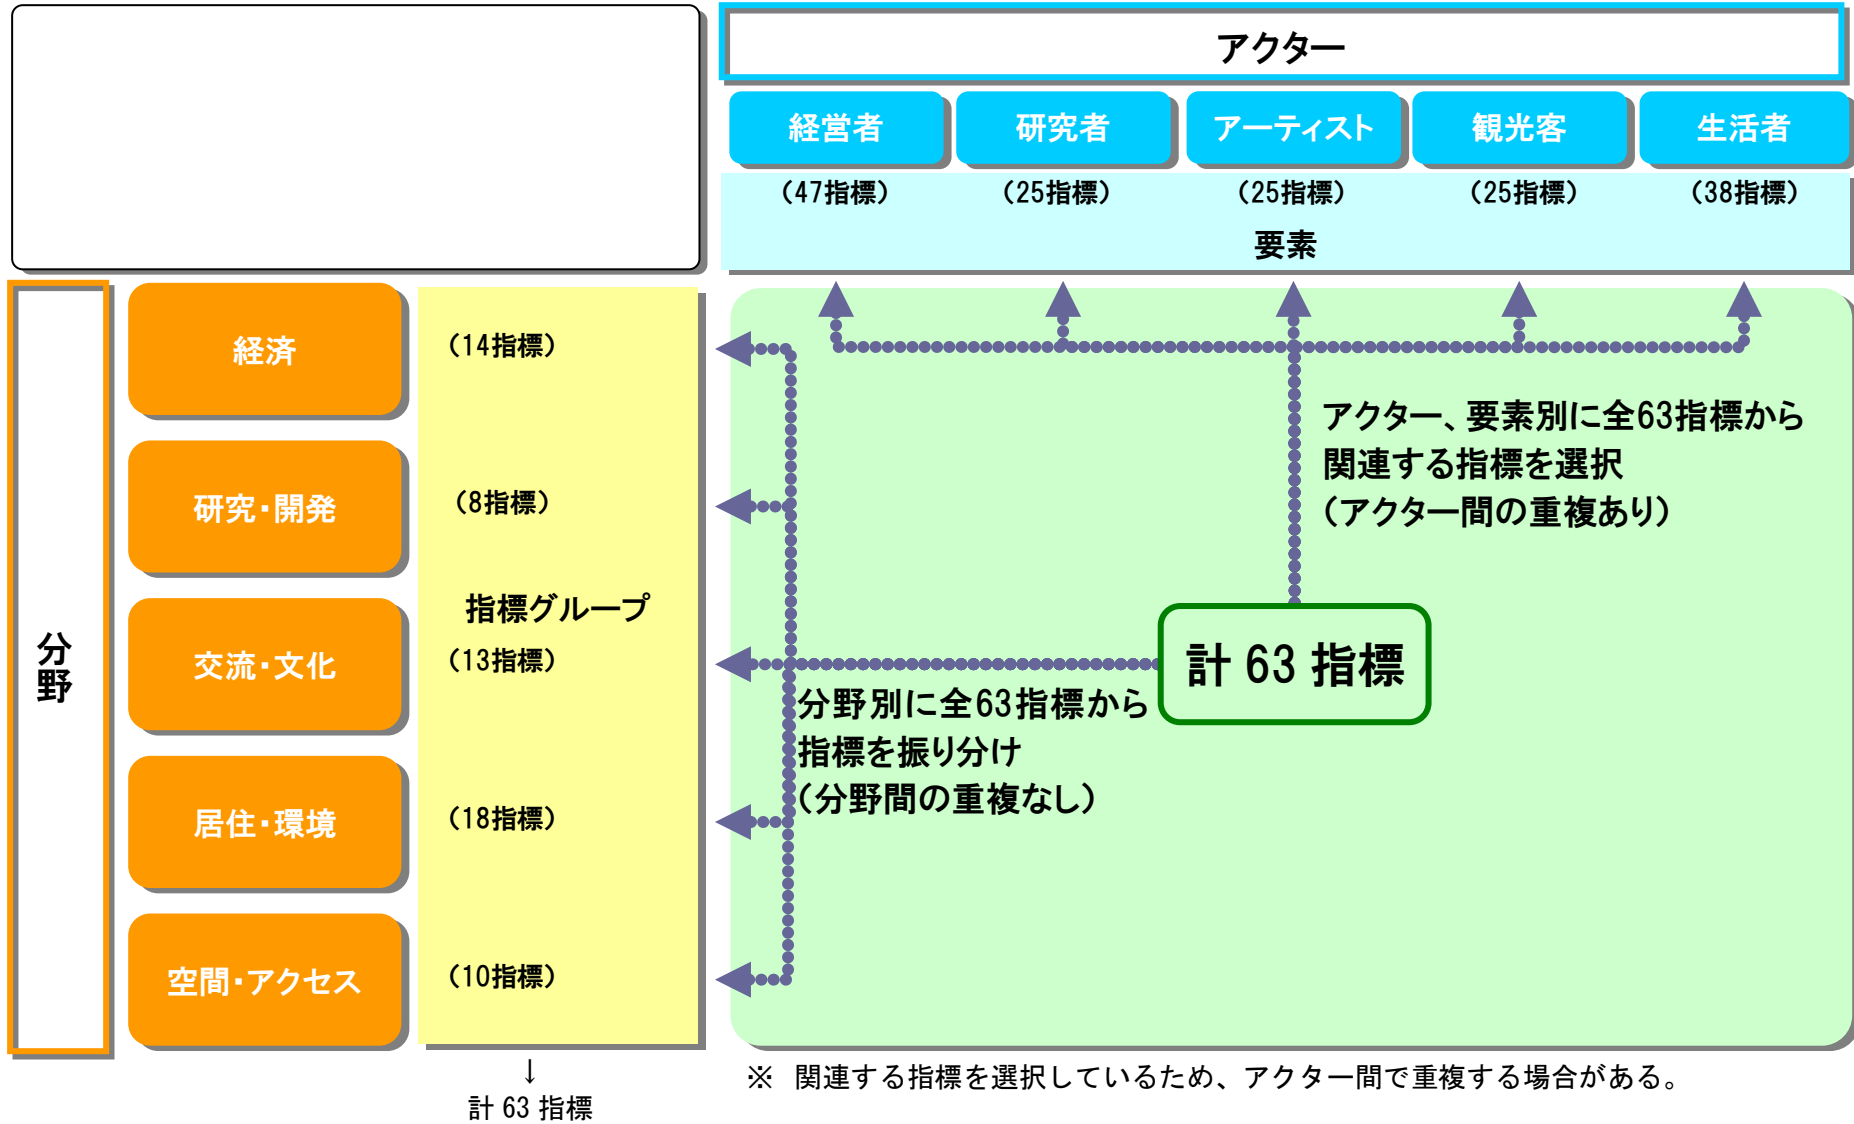 アクター
経営者
研究者
アーティスト
観光客
生活者
（47指標）
（25指標）
（25指標）
（25指標）
（38指標）
要素
分野
経済
（14指標）
研究・開発
（8指標）
指標グループ
交流・文化
（13指標）
居住・環境
（18指標）
空間・アクセス
（10指標）
↓
計 63 指標
アクター、要素別に全63指標から
関連する指標を選択
（アクター間の重複あり）
計 63 指標
分野別に全63指標から
指標を振り分け
（分野間の重複なし）
※ 関連する指標を選択しているため、アクター間で重複する場合がある。